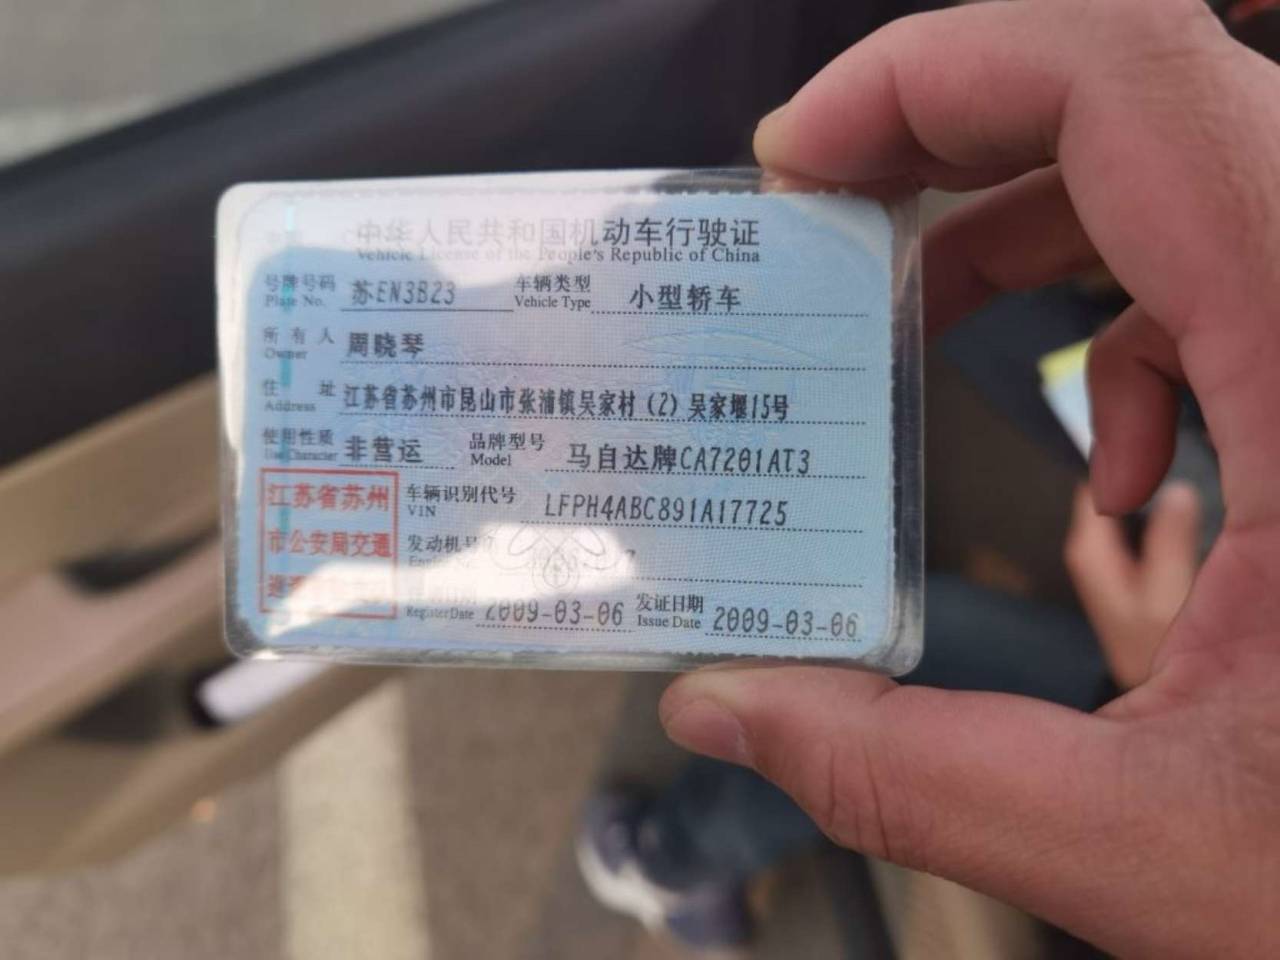 中华人民共和国机动车行驶证
Vehicle License of the People's Republic of China
号牌号码 苏EN3B23 车辆类型 小型轿车
Plate No. Vehicle Type
所有人 周晓琴
Owner
住址 江苏省苏州市昆山市张浦镇吴家村(2)吴家堰15号
Address
使用性质 非营运 品牌型号 马自达牌CA7201AT3
Use Character Model
江苏省苏州 车辆识别代号 LFPH4ABC891A17725
VIN
市公安局交通 发动机号
2009-03-06 发证日期 2009-03-06
Register Date Issue Date